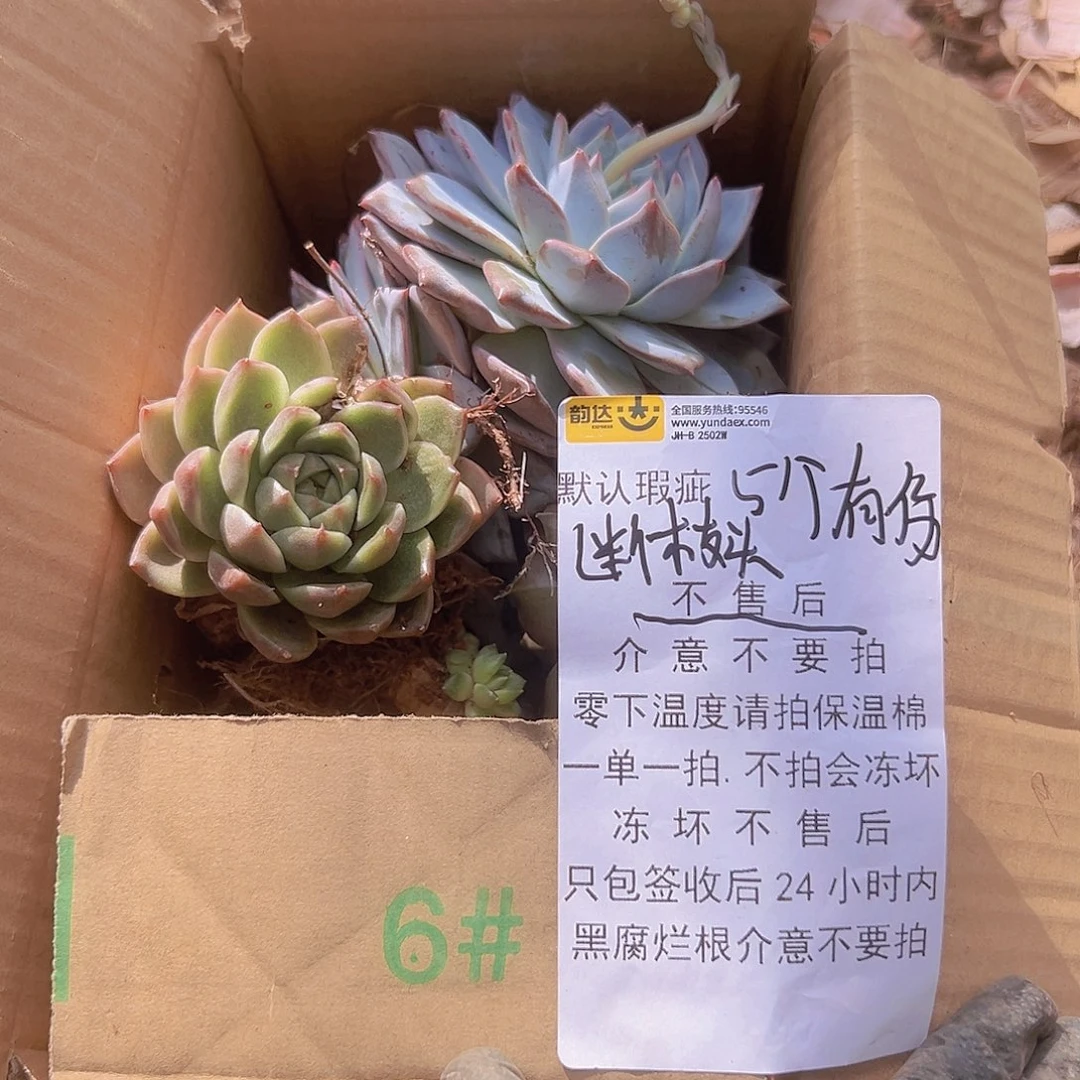 韵达
EXPRESS
全国服务热线:95546
www.yundaex.com
JH-B 2502W
默认瑕疵 5个有伤
断枝头
不售后
介意不要拍
零下温度请拍保温棉
一单一拍.不拍会冻坏
冻坏不售后
只包签收后24小时内
黑腐烂根介意不要拍
6#